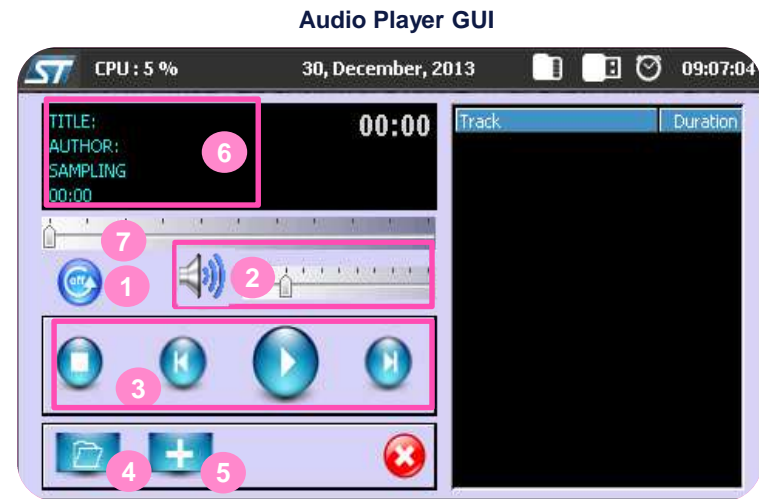 Audio Player GUI
ST CPU : 5 % 30, December, 2013 09:07:04
TITLE: 00:00 Track Duration
AUTHOR: 6
SAMPLING
00:00
7
off 1 2
3
4 5